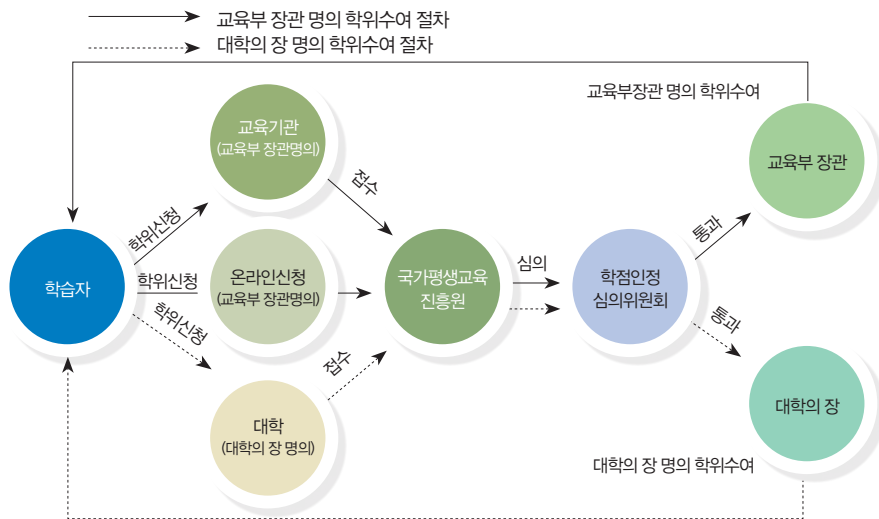 교육부 장관 명의 학위수여 절차
대학의 장 명의 학위수여 절차
교육부장관 명의 학위수여
교육기관
(교육부 장관명의)
교육부 장관
접수
학위신청
통과
학습자
학위신청
온라인신청
(교육부 장관명의)
국가평생교육
진흥원
심의
학점인정
심의위원회
학위신청
통과
접수
대학
(대학의 장 명의)
대학의 장
대학의 장 명의 학위수여